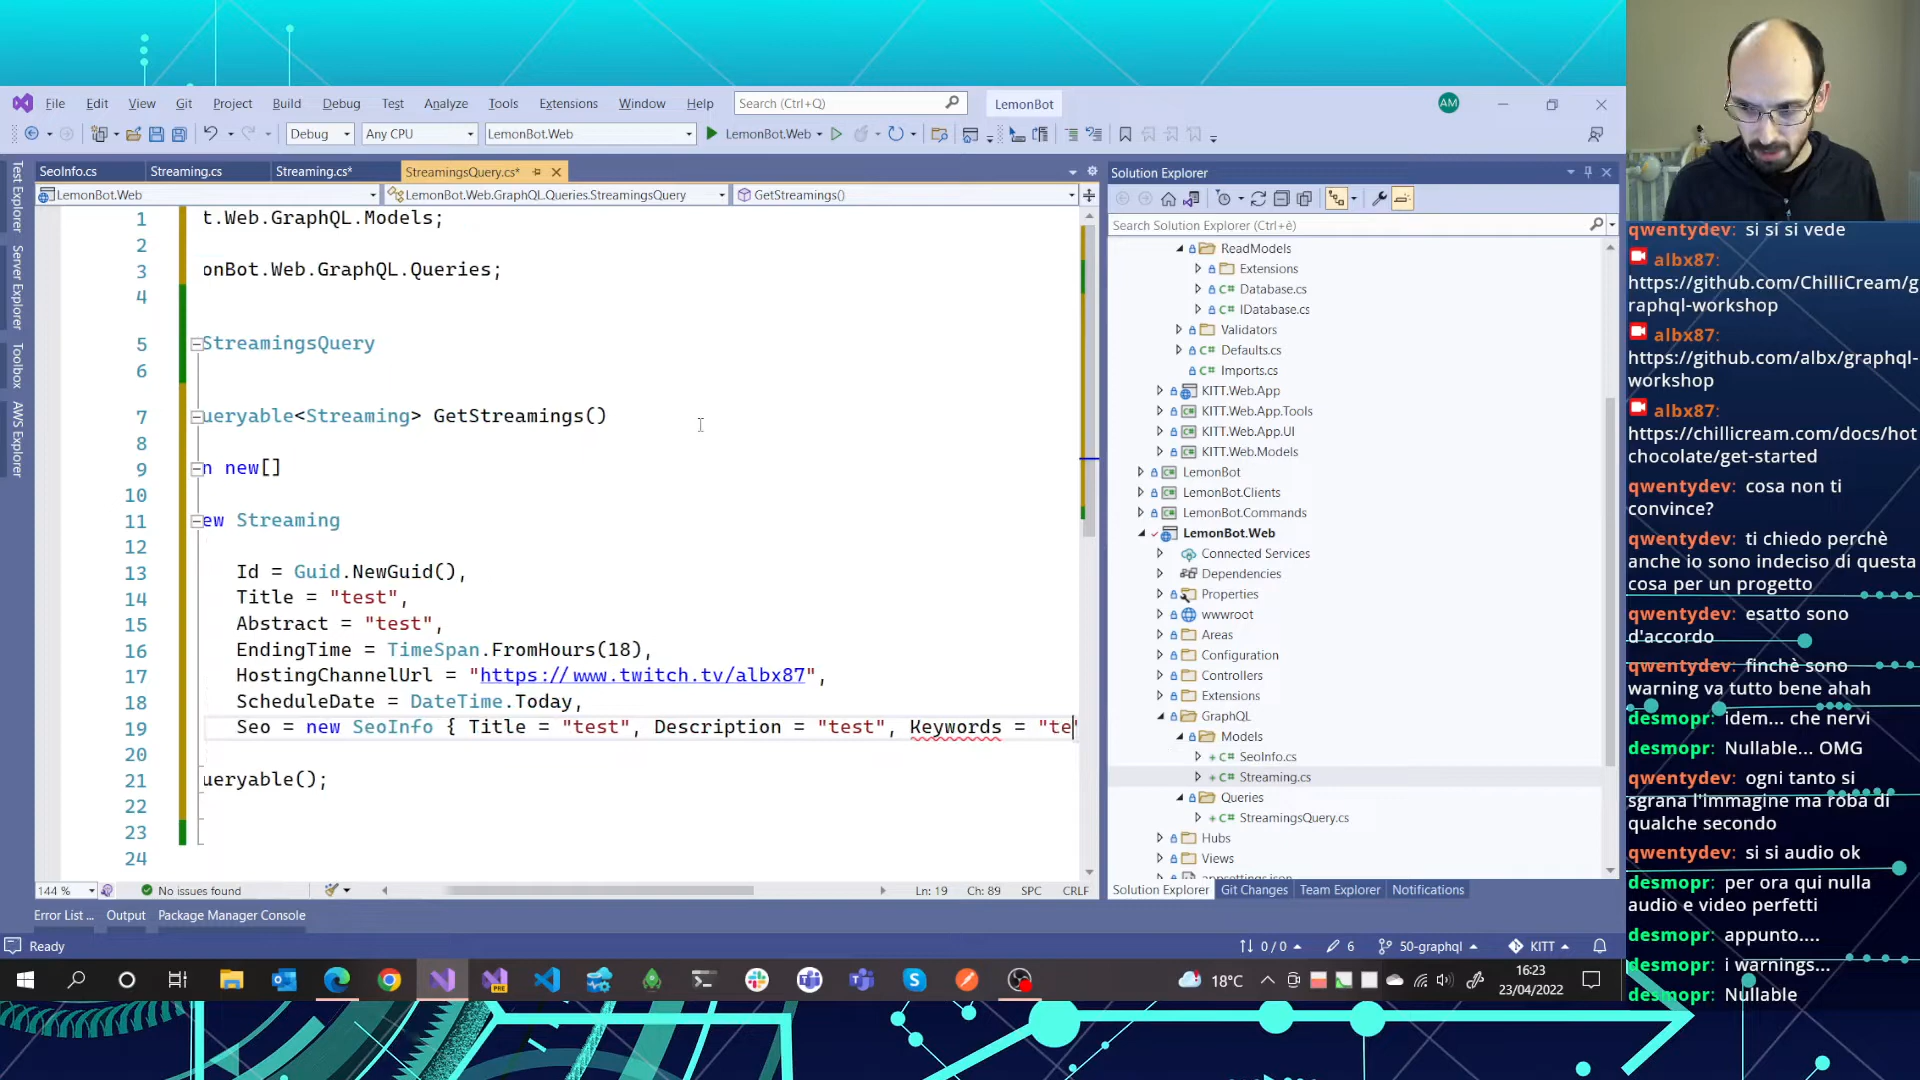 File Edit View Git Project Build Debug Test Analyze Tools Extensions Window Help Search (Ctrl+Q) LemonBot AM
Debug Any CPU LemonBot.Web LemonBot.Web
SeoInfo.cs Streaming.cs Streaming.cs* StreamingsQuery.cs*
LemonBot.Web LemonBot.Web.GraphQL.Queries.StreamingsQuery GetStreamings()
Test Explorer
Server Explorer
Toolbox
AWS Explorer
1 t.Web.GraphQL.Models;
2
3 onBot.Web.GraphQL.Queries;
4
5 StreamingsQuery
6
7 ueryable<Streaming> GetStreamings()
8
9 n new[]
10
11 ew Streaming
12
13 Id = Guid.NewGuid(),
14 Title = "test",
15 Abstract = "test",
16 EndingTime = TimeSpan.FromHours(18),
17 HostingChannelUrl = "https://www.twitch.tv/albx87",
18 ScheduleDate = DateTime.Today,
19 Seo = new SeoInfo { Title = "test", Description = "test", Keywords = "te"
20
21 ueryable();
22
23
24
144 % No issues found Ln: 19 Ch: 89 SPC CRLF
Error List ... Output Package Manager Console
Ready 0 / 0 6 50-graphql KITT
Solution Explorer
Search Solution Explorer (Ctrl+è)
ReadModels
Extensions
C# Database.cs
C# IDatabase.cs
Validators
C# Defaults.cs
C# Imports.cs
KITT.Web.App
KITT.Web.App.Tools
KITT.Web.App.UI
KITT.Web.Models
LemonBot
LemonBot.Clients
LemonBot.Commands
LemonBot.Web
Connected Services
Dependencies
Properties
wwwroot
Areas
Configuration
Controllers
Extensions
GraphQL
Models
+ C# SeoInfo.cs
+ C# Streaming.cs
Queries
+ C# StreamingsQuery.cs
Hubs
Views
appsettings.json
Solution Explorer Git Changes Team Explorer Notifications
PRE
18°C
16:23
23/04/2022
qwentydev: si si si vede
albx87:
https://github.com/ChilliCream/g
raphql-workshop
albx87:
https://github.com/albx/graphql-
workshop
albx87:
https://chillicream.com/docs/hot
chocolate/get-started
qwentydev: cosa non ti
convince?
qwentydev: ti chiedo perchè
anche io sono indeciso di questa
cosa per un progetto
qwentydev: esatto sono
d'accordo
qwentydev: finchè sono
warning va tutto bene ahah
desmopr: idem... che nervi
desmopr: Nullable... OMG
qwentydev: ogni tanto si
sgrana l'immagine ma roba di
qualche secondo
qwentydev: si si audio ok
desmopr: per ora qui nulla
audio e video perfetti
desmopr: appunto....
desmopr: i warnings...
desmopr: Nullable